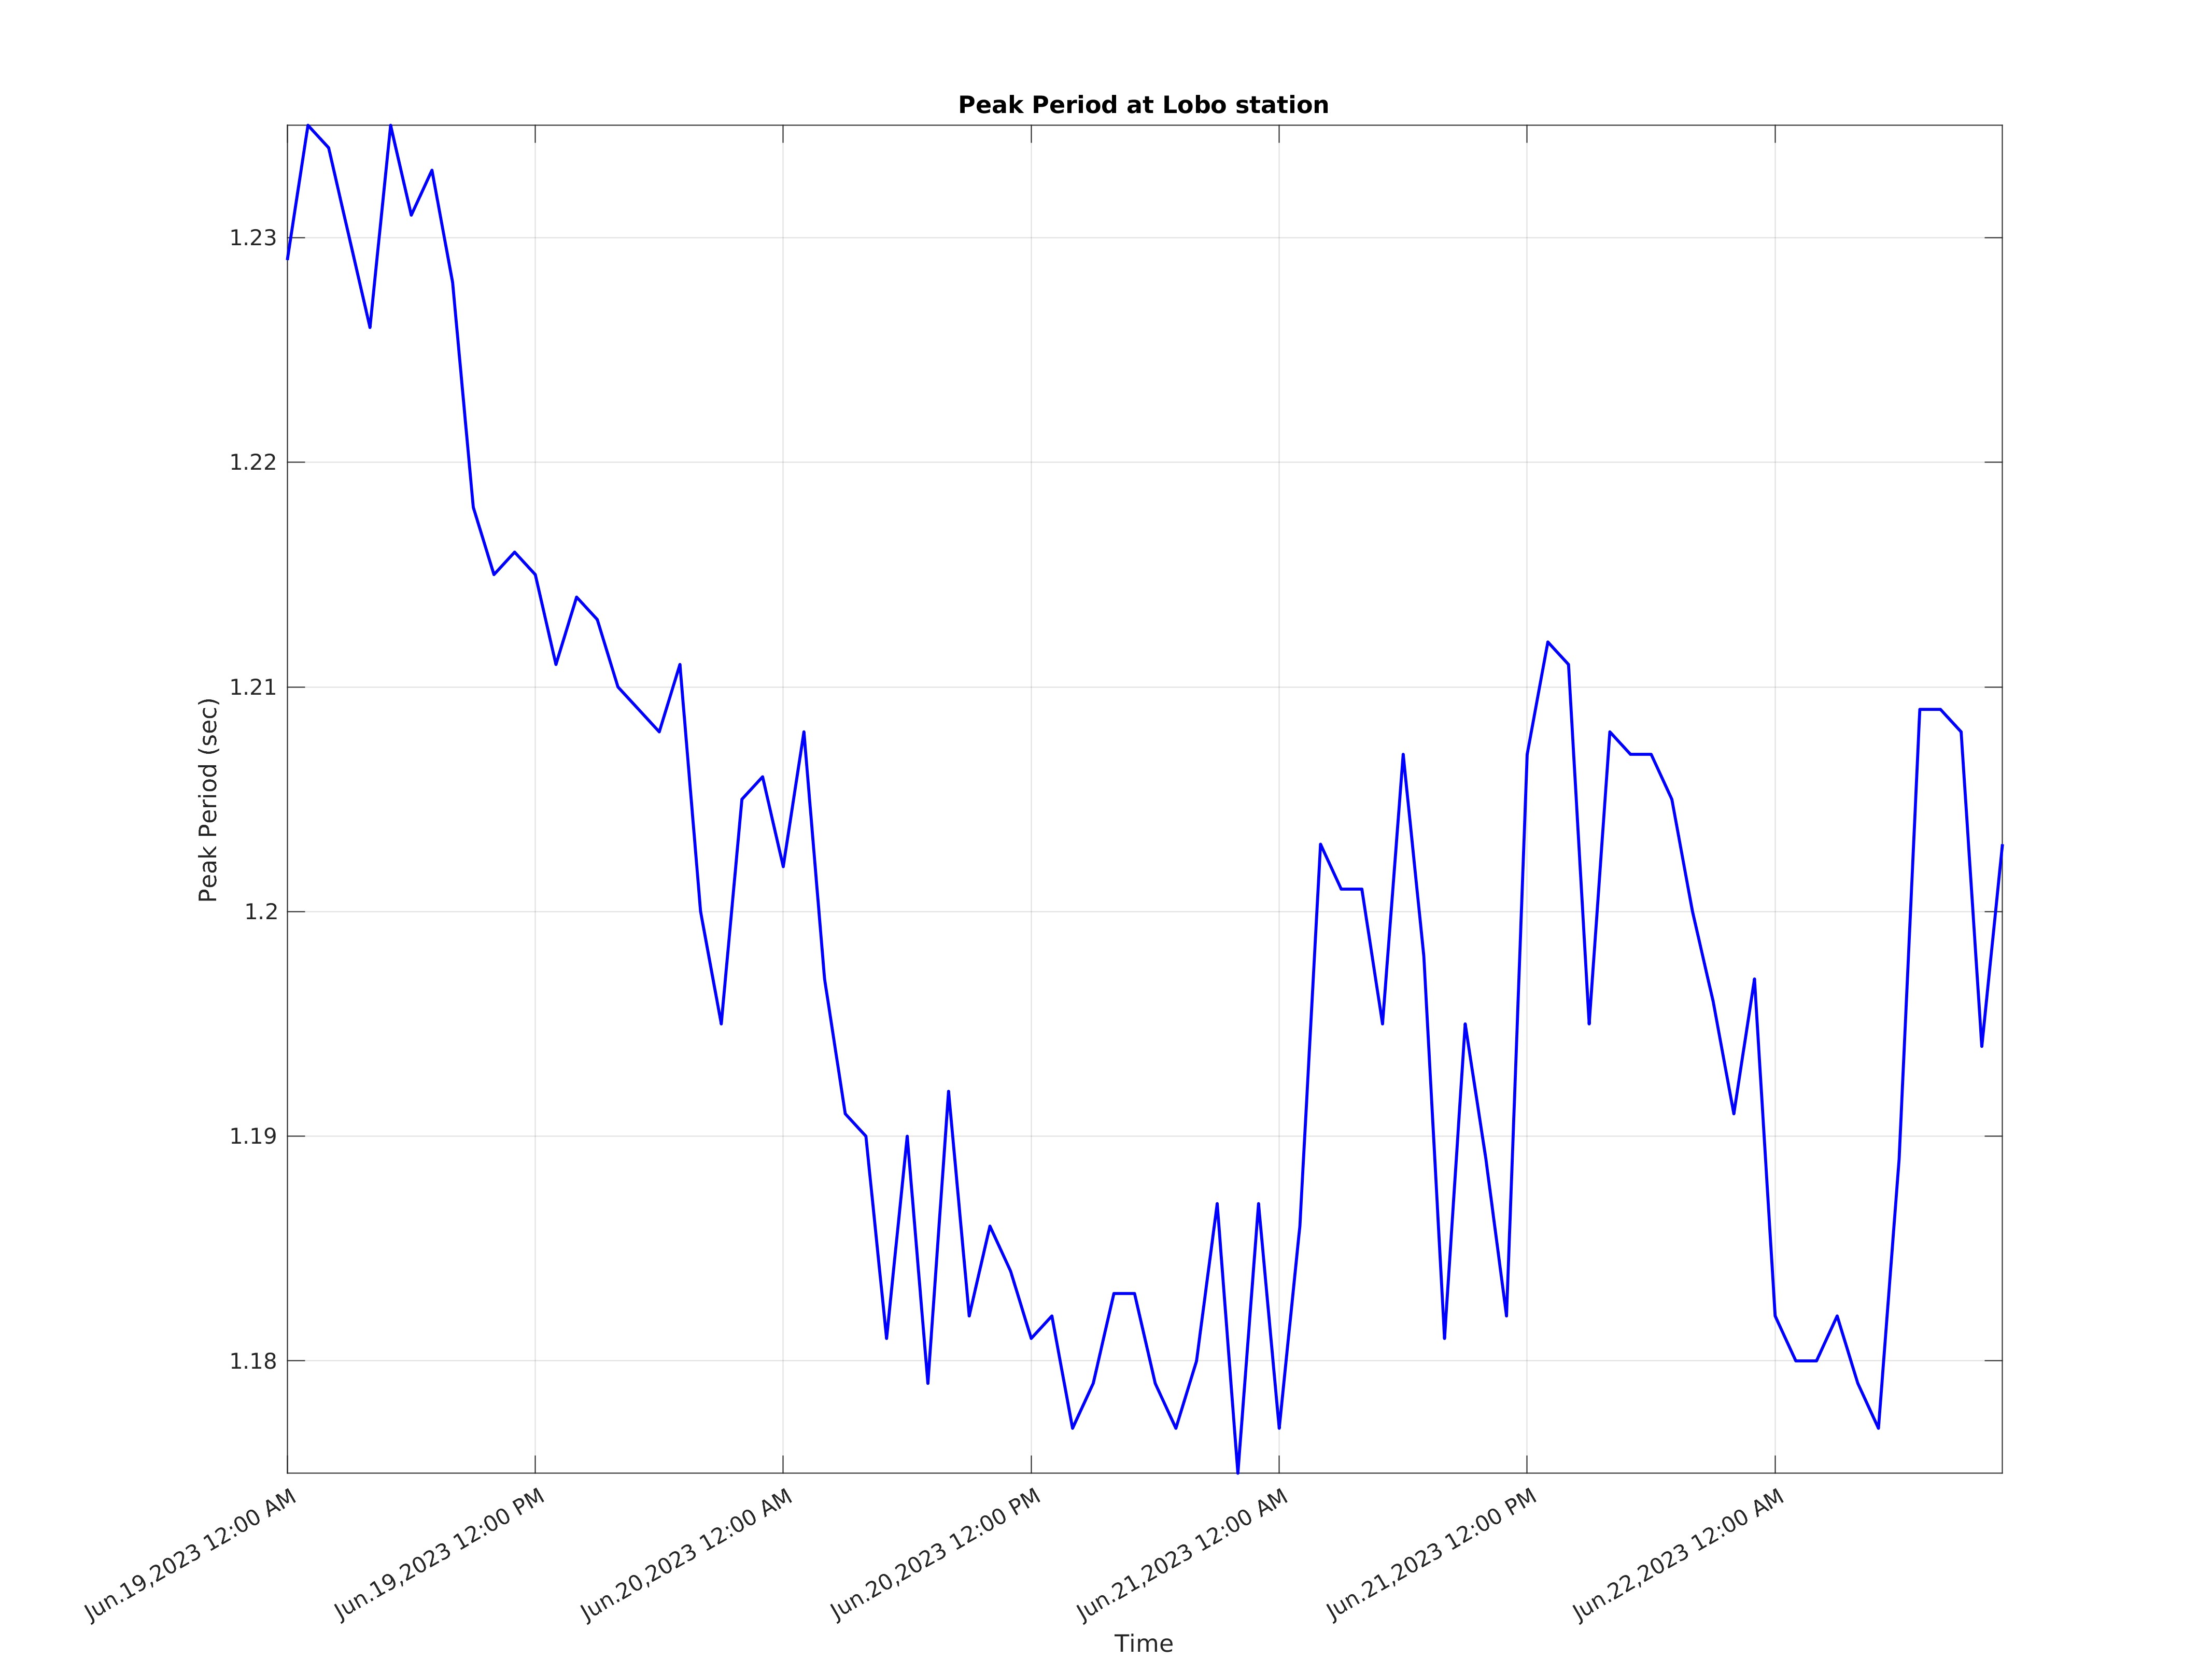 Peak Period at Lobo station
Peak Period (sec)
1.23
1.22
1.21
1.2
1.19
1.18
Jun.19,2023 12:00 AM
Jun.19,2023 12:00 PM
Jun.20,2023 12:00 AM
Jun.20,2023 12:00 PM
Jun.21,2023 12:00 AM
Jun.21,2023 12:00 PM
Jun.22,2023 12:00 AM
Time